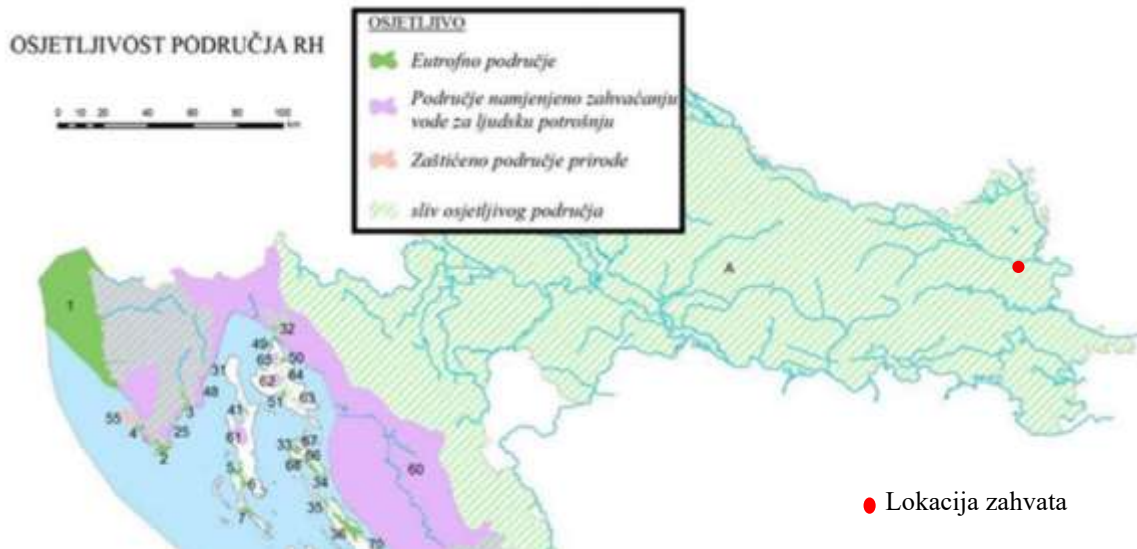 OSJETLJIVOST PODRUČJA RH
0 10 20 40 60 80 100
km
OSJETLJIVO
Eutrofno područje
Područje namjenjeno zahvaćanju
vode za ljudsku potrošnju
Zaštićeno područje prirode
sliv osjetljivog područja
A
1
32
49
65
50
31
62
64
48
51
63
3
41
55
4
25
61
2
33
67
66
68
60
5
6
34
7
35
36
70
Lokacija zahvata